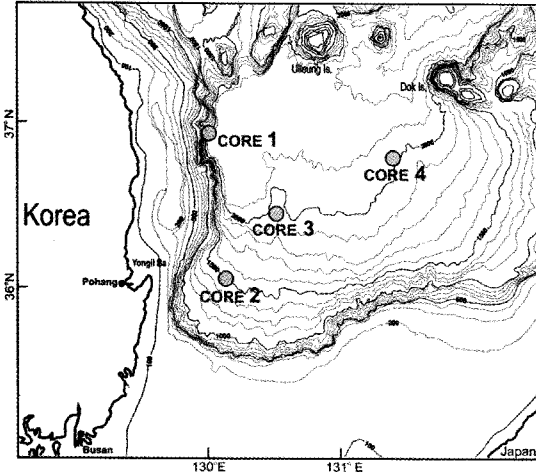 Ulleung Is.
Dok Is.
37° N
CORE 1
CORE 4
Korea
CORE 3
Yongil Ba
Pohang
36° N
CORE 2
Busan
Japan
130° E
131° E